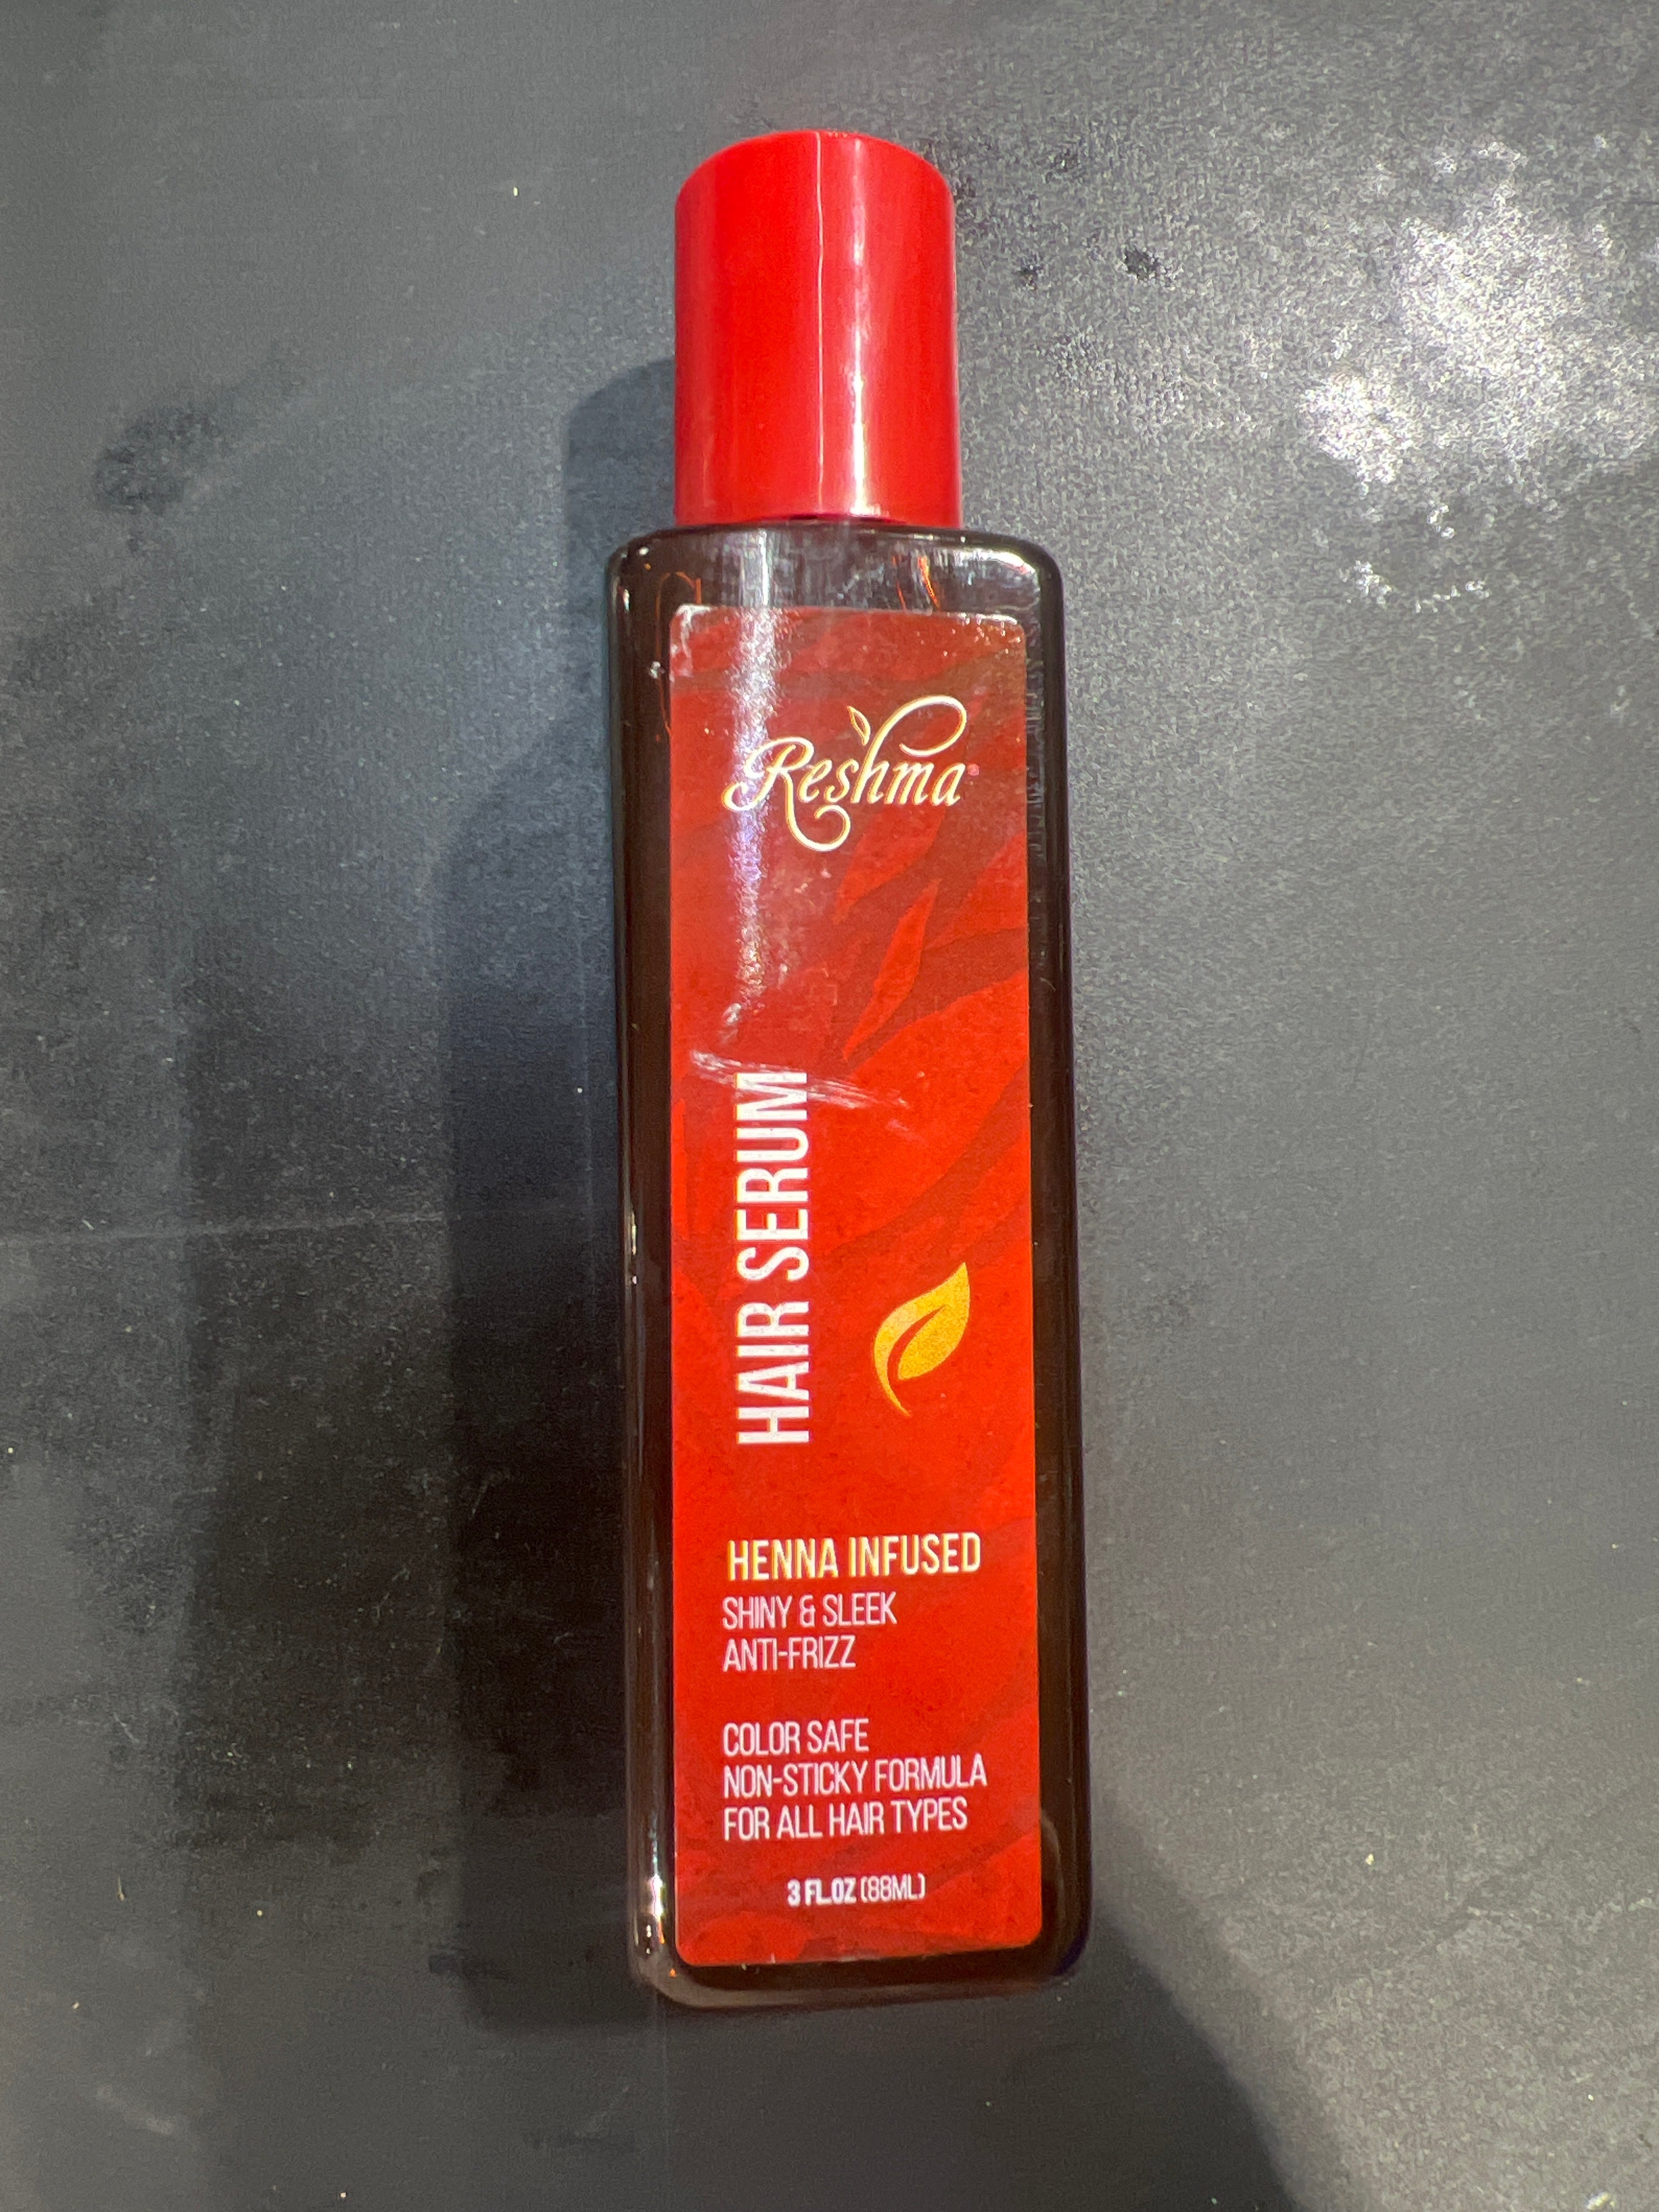 Reshma
HAIR SERUM
HENNA INFUSED
SHINY & SLEEK
ANTI-FRIZZ
COLOR SAFE
NON-STICKY FORMULA
FOR ALL HAIR TYPES
3 FL.OZ (88ML)